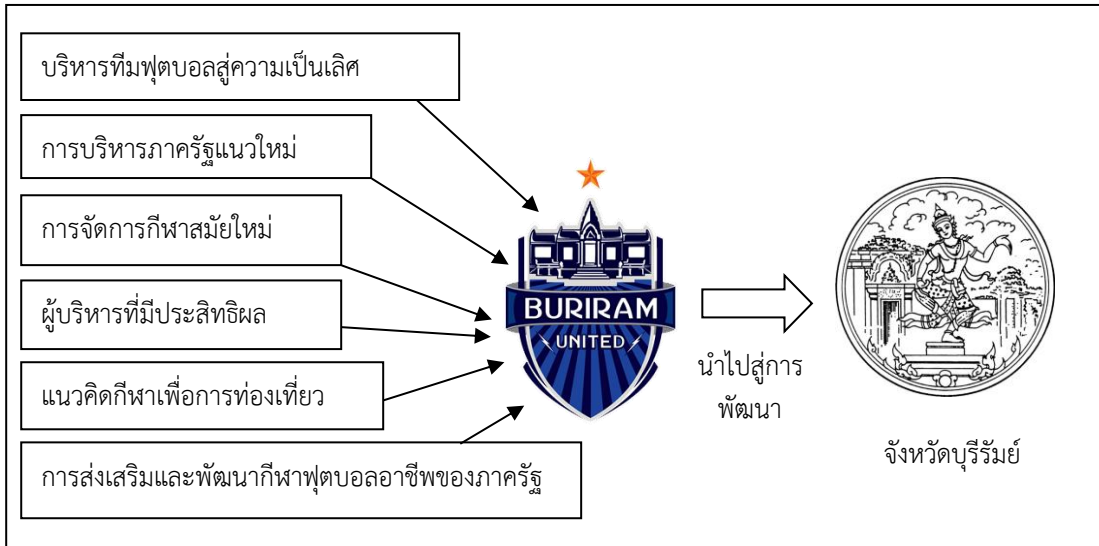 บริหารทีมฟุตบอลสู่ความเป็นเลิศ
การบริหารภาครัฐแนวใหม่
การจัดการกีฬาสมัยใหม่
ผู้บริหารที่มีประสิทธิผล
แนวคิดกีฬาเพื่อการท่องเที่ยว
การส่งเสริมและพัฒนากีฬาฟุตบอลอาชีพของภาครัฐ
BURIRAM
UNITED
นำไปสู่การ
พัฒนา
จังหวัดบุรีรัมย์